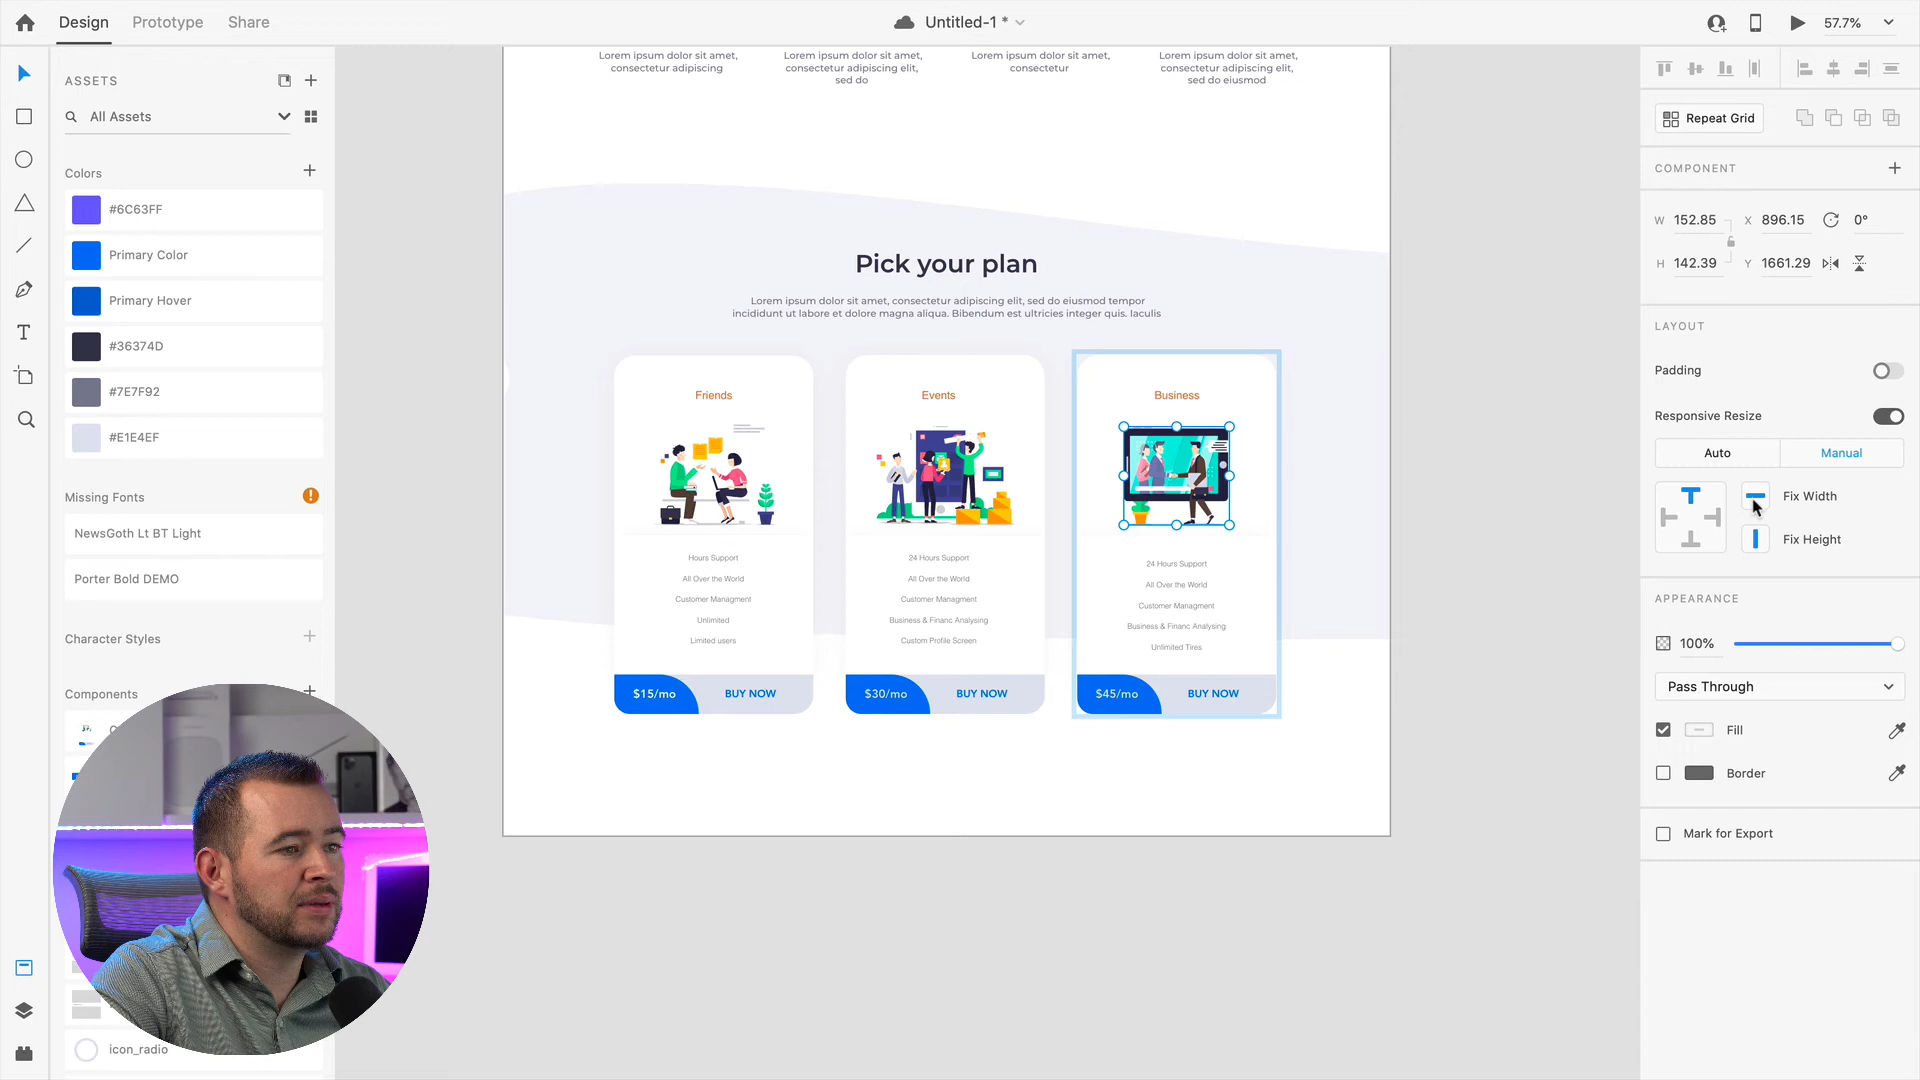 Design
Prototype
Share
Untitled-1 *
57.7%
ASSETS
All Assets
Colors
#6C63FF
Primary Color
Primary Hover
#36374D
#7E7F92
#E1E4EF
Missing Fonts
NewsGoth Lt BT Light
Porter Bold DEMO
Character Styles
Components
icon_radio
Lorem ipsum dolor sit amet,
consectetur adipiscing
Lorem ipsum dolor sit amet,
consectetur adipiscing elit,
sed do
Lorem ipsum dolor sit amet,
consectetur
Lorem ipsum dolor sit amet,
consectetur adipiscing elit,
sed do eiusmod
Pick your plan
Lorem ipsum dolor sit amet, consectetur adipiscing elit, sed do eiusmod tempor
incididunt ut labore et dolore magna aliqua. Bibendum est ultricies integer quis. Iaculis
Friends
Hours Support
All Over the World
Customer Managment
Unlimited
Limited users
$15/mo
BUY NOW
Events
24 Hours Support
All Over the World
Customer Managment
Business & Financ Analysing
Custom Profile Screen
$30/mo
BUY NOW
Business
24 Hours Support
All Over the World
Customer Managment
Business & Financ Analysing
Unlimited Tires
$45/mo
BUY NOW
Repeat Grid
COMPONENT
W 152.85 X 896.15 0°
H 142.39 Y 1661.29
LAYOUT
Padding
Responsive Resize
Auto
Manual
Fix Width
Fix Height
APPEARANCE
100%
Pass Through
Fill
Border
Mark for Export